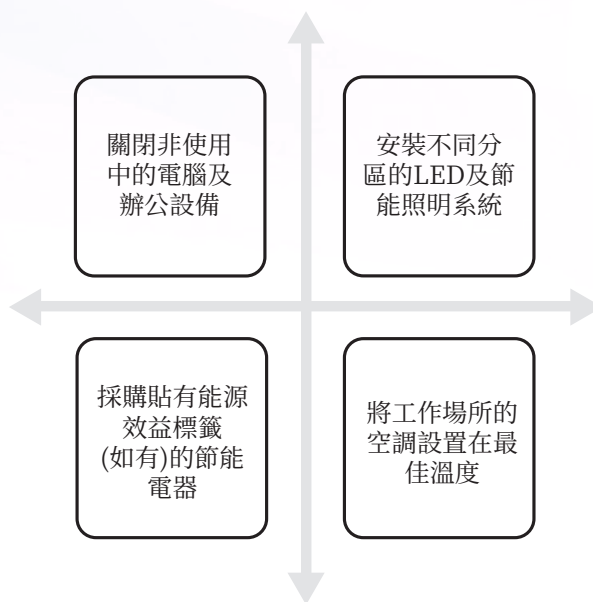 關閉非使用
中的電腦及
辦公設備
安裝不同分
區的LED及節
能照明系統
採購貼有能源
效益標籤
(如有)的節能
電器
將工作場所的
空調設置在最
佳溫度